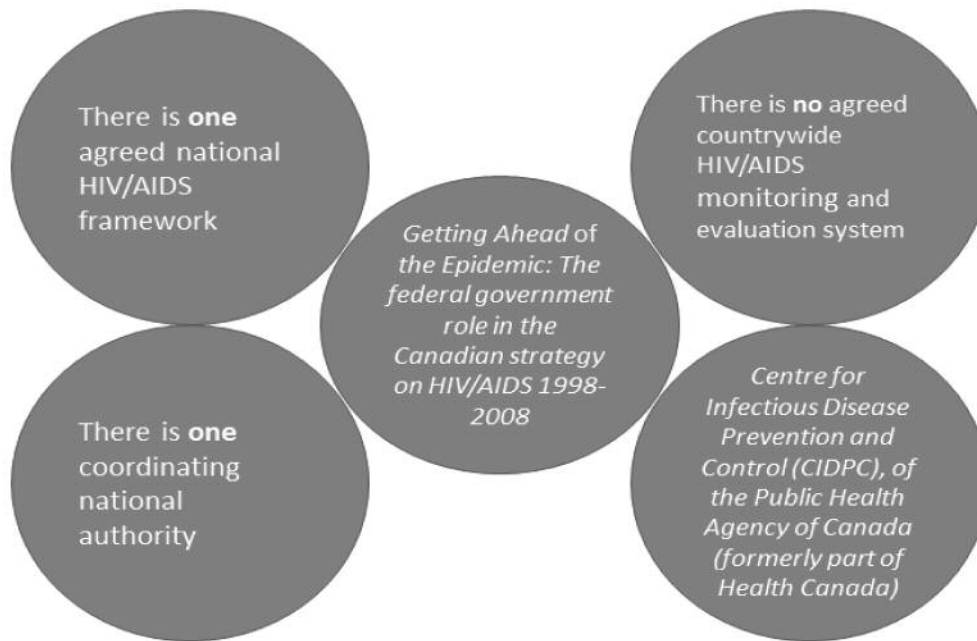 There is one
agreed national
HIV/AIDS
framework
There is no agreed
countrywide
HIV/AIDS
monitoring and
evaluation system
Getting Ahead of
the Epidemic: The
federal government
role in the
Canadian strategy
on HIV/AIDS 1998-
2008
There is one
coordinating
national
authority
Centre for
Infectious Disease
Prevention and
Control (CIDPC), of
the Public Health
Agency of Canada
(formerly part of
Health Canada)